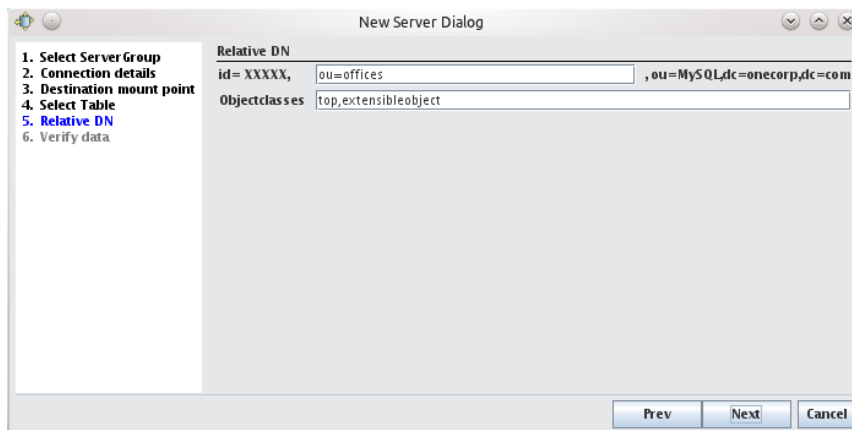 New Server Dialog
1. Select ServerGroup
2. Connection details
3. Destination mount point
4. Select Table
5. Relative DN
6. Verify data
Relative DN
id= XXXXX, ou=offices ,ou=MySQL,dc=onecorp,dc=com
Objectclasses top,extensibleobject
Prev Next Cancel